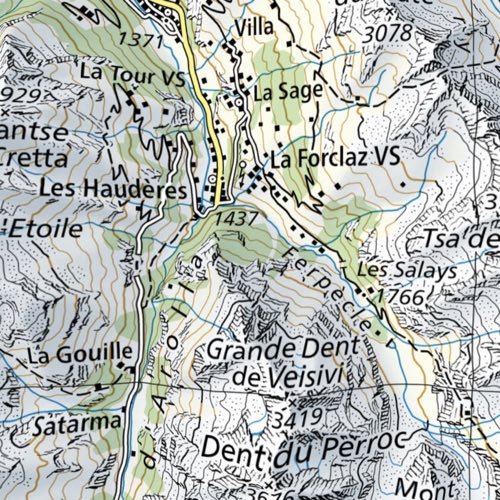 Villa
3078
1371
La Tour VS
La Sage
929
antse
Cretta
La Forclaz VS
Les Haudères
1437
l'Etoile
Tsa de
Ferpècle
Les Salays
1766
d'Arolla
La Gouille
Grande Dent
de Veisivi
Satarma
3419
Dent du Perroc
Mont